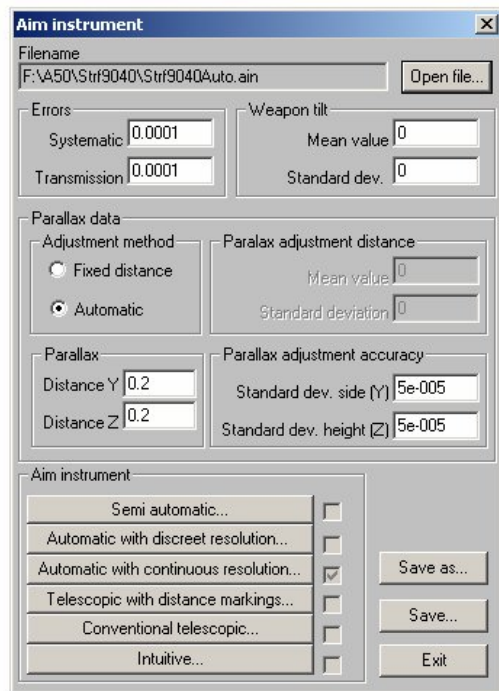 Aim instrument
Filename
F:\A50\Strf9040\Strf9040Auto.ain
Open file...
Errors
Systematic 0.0001
Transmission 0.0001
Weapon tilt
Mean value 0
Standard dev. 0
Parallax data
Adjustment method
Fixed distance
Automatic
Paralax adjustment distance
Mean value 0
Standard deviation 0
Parallax
Distance Y 0.2
Distance Z 0.2
Parallax adjustment accuracy
Standard dev. side (Y) 5e-005
Standard dev. height (Z) 5e-005
Aim instrument
Semi automatic...
Automatic with discreet resolution...
Automatic with continuous resolution...
Telescopic with distance markings...
Conventional telescopic...
Intuitive...
Save as...
Save...
Exit